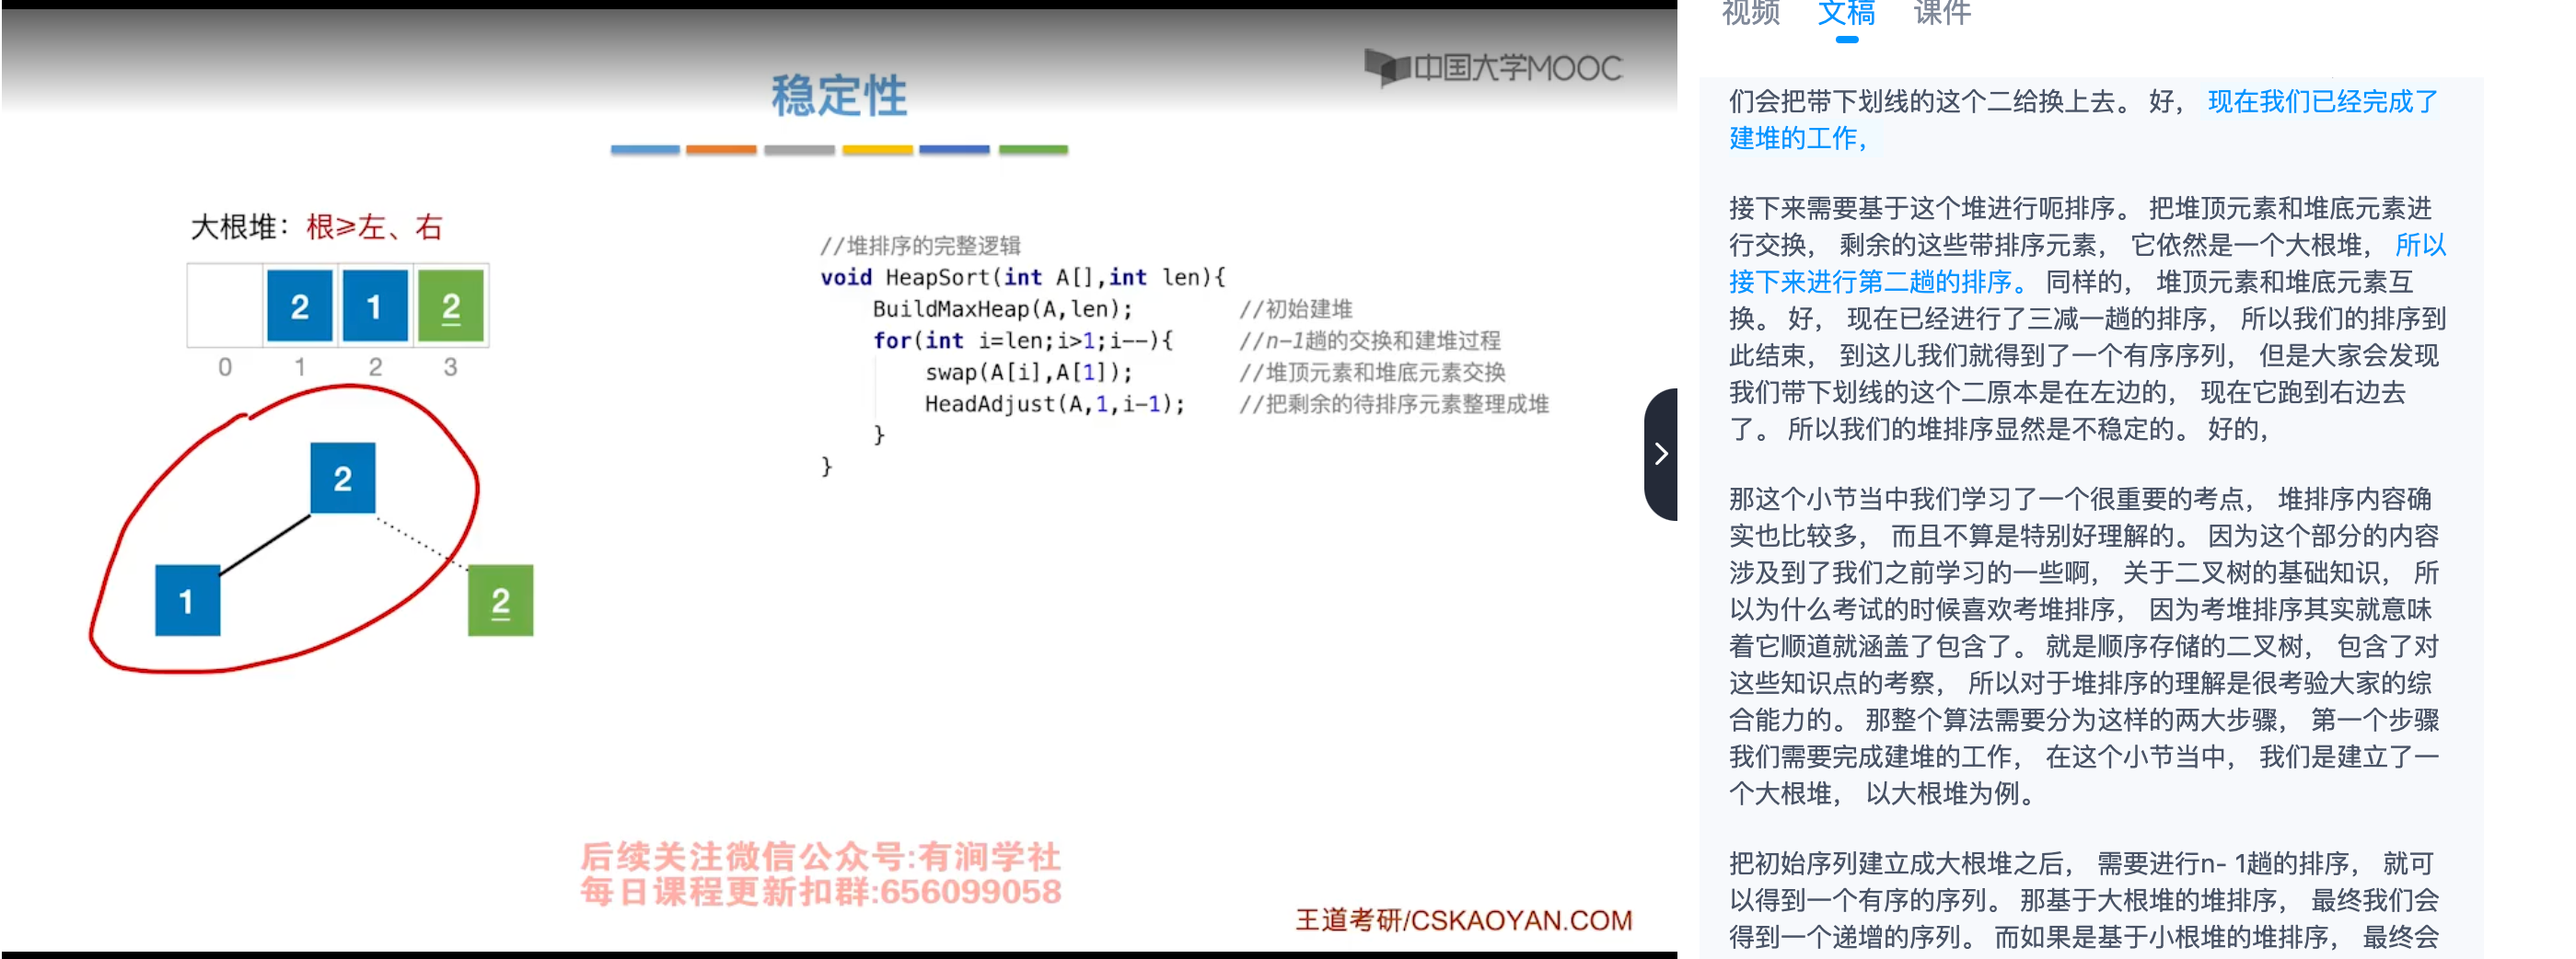 中国大学MOOC
稳定性
大根堆：根≥左、右
2 1 2
0 1 2 3
2
1
2
//堆排序的完整逻辑
void HeapSort(int A[],int len){
BuildMaxHeap(A,len); //初始建堆
for(int i=len;i>1;i--){ //n-1趟的交换和建堆过程
swap(A[i],A[1]); //堆顶元素和堆底元素交换
HeadAdjust(A,1,i-1); //把剩余的待排序元素整理成堆
}
}
后续关注微信公众号:有涧学社
每日课程更新扣群:656099058
王道考研/CSKAOYAN.COM
视频 文稿 课件
们会把带下划线的这个二给换上去。 好， 现在我们已经完成了
建堆的工作，
接下来需要基于这个堆进行呃排序。 把堆顶元素和堆底元素进
行交换， 剩余的这些带排序元素， 它依然是一个大根堆， 所以
接下来进行第二趟的排序。 同样的， 堆顶元素和堆底元素互
换。 好， 现在已经进行了三减一趟的排序， 所以我们的排序到
此结束， 到这儿我们就得到了一个有序序列， 但是大家会发现
我们带下划线的这个二原本是在左边的， 现在它跑到右边去
了。 所以我们的堆排序显然是不稳定的。 好的，
那这个小节当中我们学习了一个很重要的考点， 堆排序内容确
实也比较多， 而且不算是特别好理解的。 因为这个部分的内容
涉及到了我们之前学习的一些啊， 关于二叉树的基础知识， 所
以为什么考试的时候喜欢考堆排序， 因为考堆排序其实就意味
着它顺道就涵盖了包含了。 就是顺序存储的二叉树， 包含了对
这些知识点的考察， 所以对于堆排序的理解是很考验大家的综
合能力的。 那整个算法需要分为这样的两大步骤， 第一个步骤
我们需要完成建堆的工作， 在这个小节当中， 我们是建立了一
个大根堆， 以大根堆为例。
把初始序列建立成大根堆之后， 需要进行n- 1趟的排序， 就可
以得到一个有序的序列。 那基于大根堆的堆排序， 最终我们会
得到一个递增的序列。 而如果是基于小根堆的堆排序， 最终会